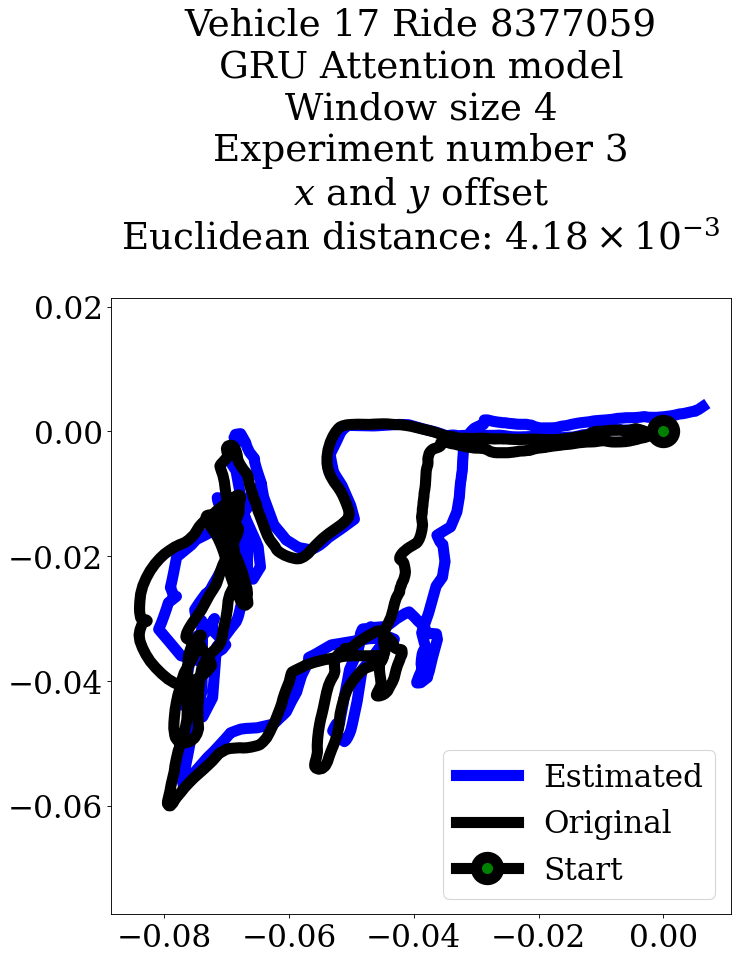 Vehicle 17 Ride 8377059
GRU Attention model
Window size 4
Experiment number 3
x and y offset
Euclidean distance: 4.18 × 10⁻³
0.02
0.00
−0.02
−0.04
−0.06
Estimated
Original
Start
−0.08 −0.06 −0.04 −0.02 0.00